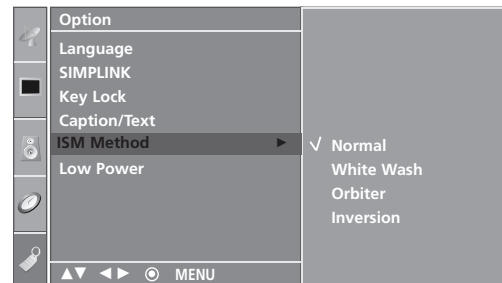 Option
Language
SIMPLINK
Key Lock
Caption/Text
ISM Method
Low Power
Normal
White Wash
Orbiter
Inversion
MENU